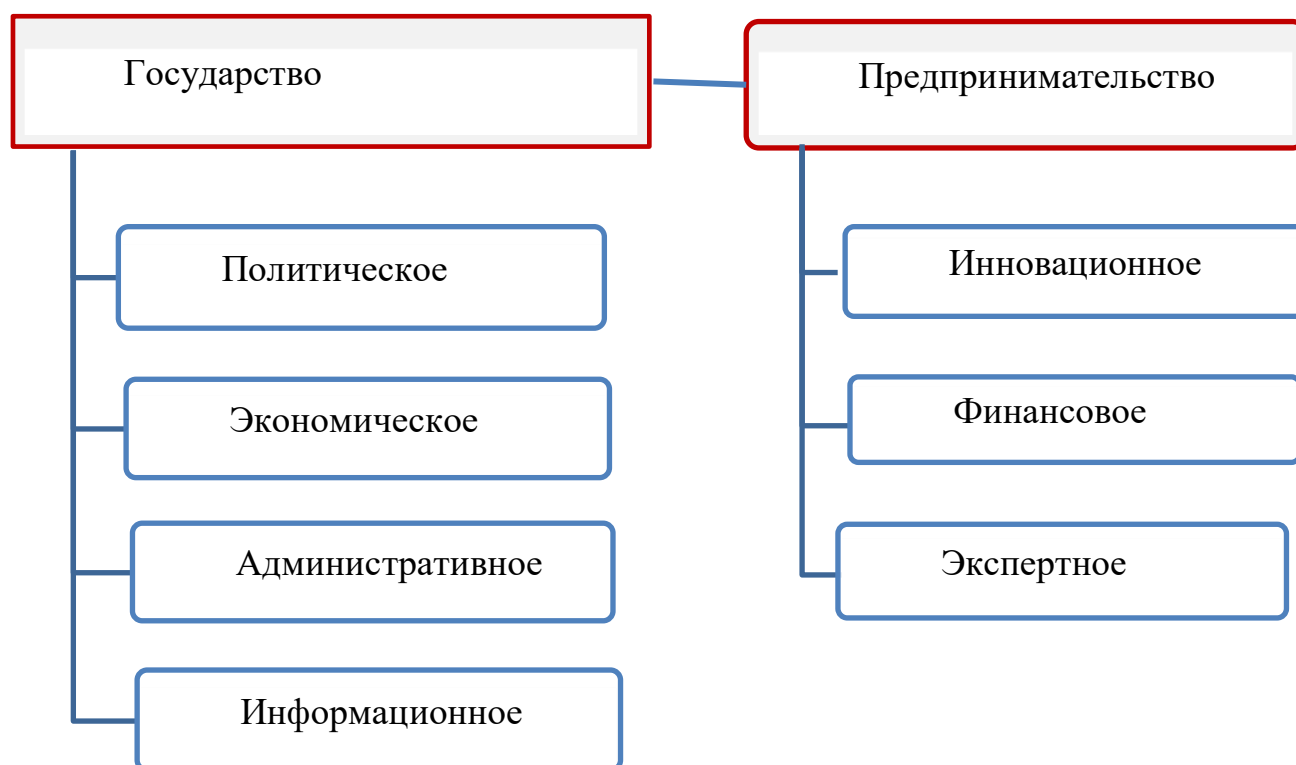 Государство
Предпринимательство
Политическое
Экономическое
Административное
Информационное
Инновационное
Финансовое
Экспертное